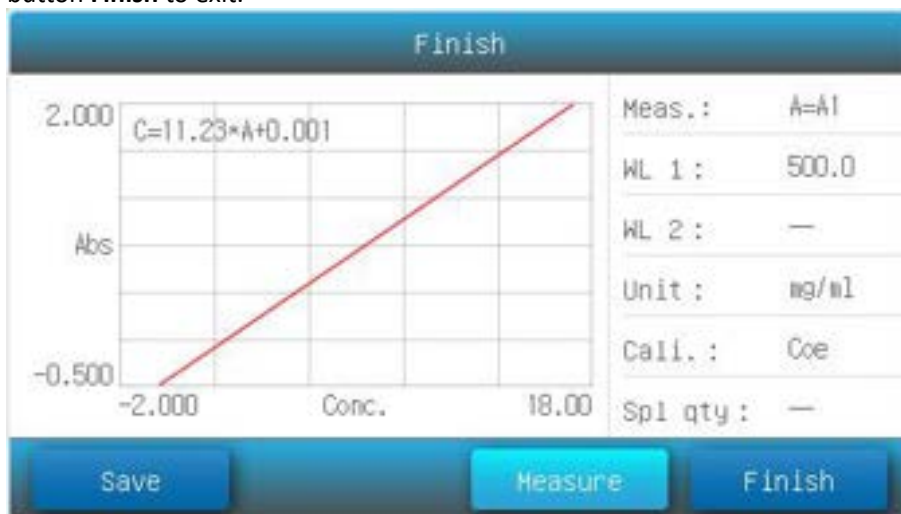 button Finish to exit.
Finish
2.000
C=11.23*A+0.001
Abs
-0.500
-2.000 Conc. 18.00
Meas.: A=A1
WL 1: 500.0
WL 2: —
Unit: mg/ml
Cali.: Coe
Spl qty: —
Save Measure Finish